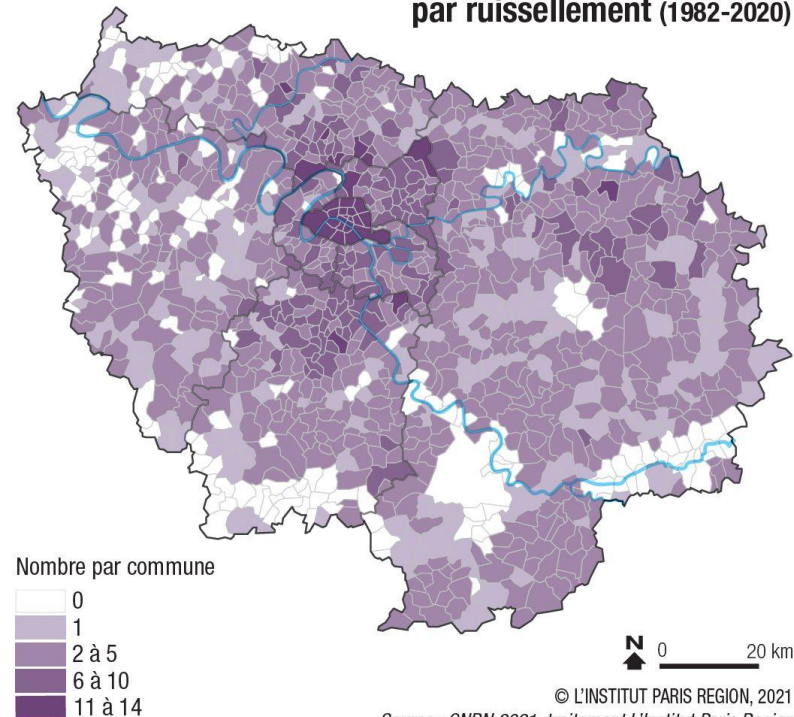 par ruissellement (1982-2020)
Nombre par commune
0
1
2 à 5
6 à 10
11 à 14
N 0 20 km
© L'INSTITUT PARIS REGION, 2021